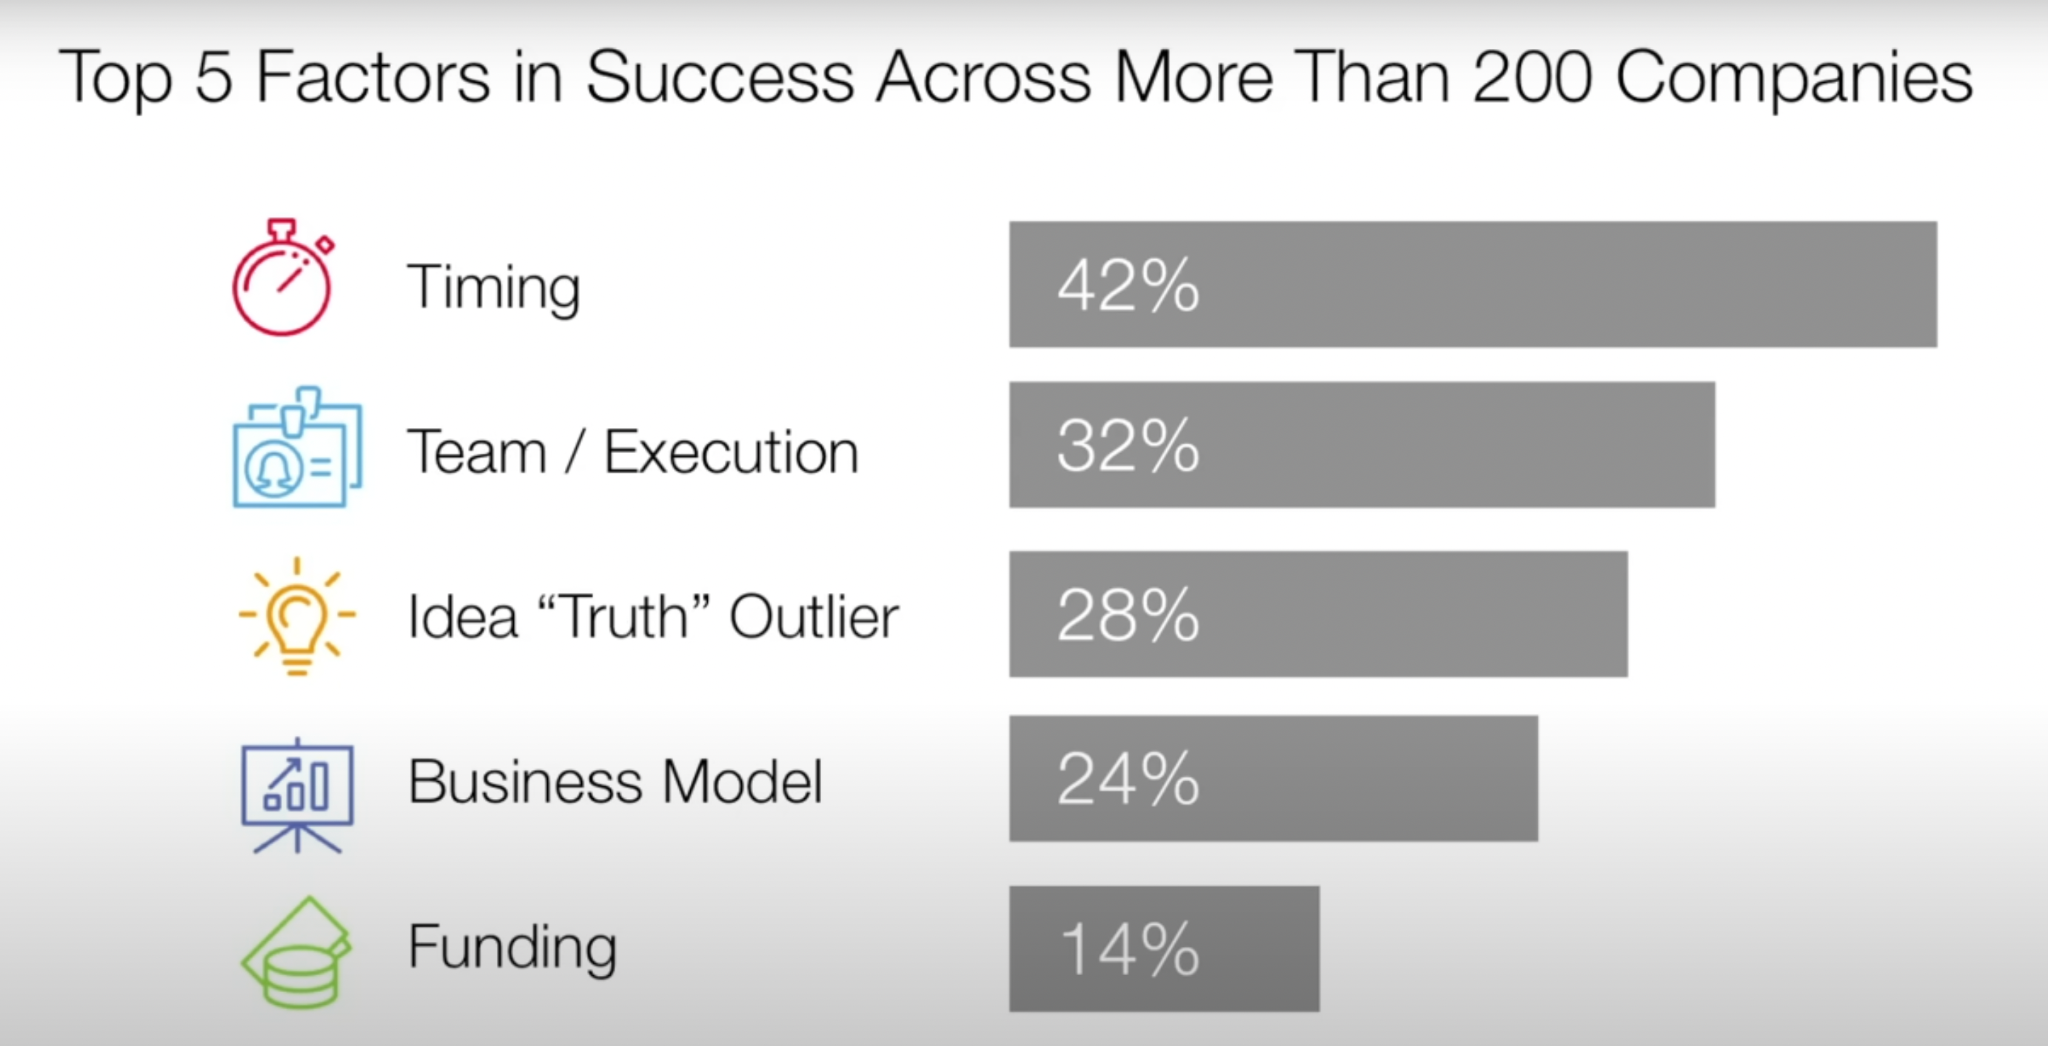 Top 5 Factors in Success Across More Than 200 Companies
Timing 42%
Team / Execution 32%
Idea “Truth” Outlier 28%
Business Model 24%
Funding 14%